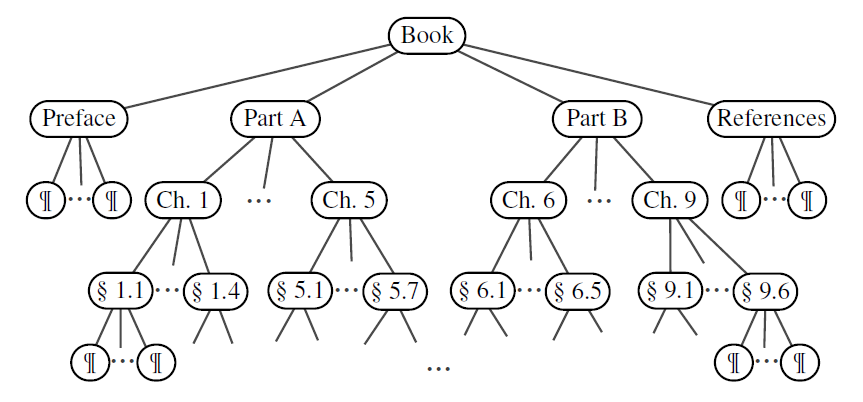 Book
Preface Part A Part B References
¶ ... ¶ Ch. 1 ... Ch. 5 Ch. 6 ... Ch. 9 ¶ ... ¶
§ 1.1 ... § 1.4 § 5.1 ... § 5.7 § 6.1 ... § 6.5 § 9.1 ... § 9.6
¶ ... ¶ ... ¶ ... ¶